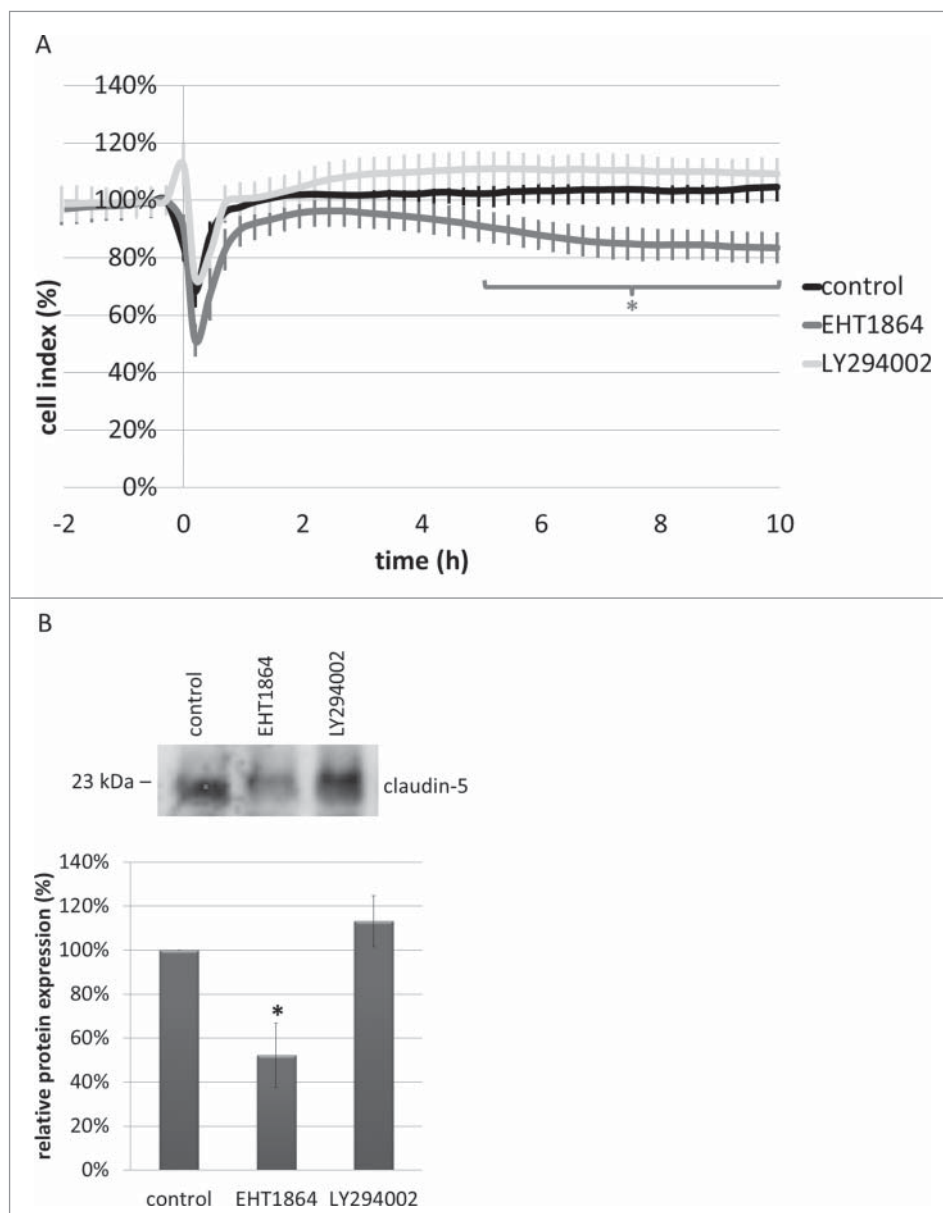 A
140%
120%
100%
80%
60%
40%
20%
0%
cell index (%)
-2 0 2 4 6 8 10
time (h)
*
control
EHT1864
LY294002
B
control EHT1864 LY294002
23 kDa –
claudin-5
relative protein expression (%)
140%
120%
100%
80%
60%
40%
20%
0%
*
control EHT1864 LY294002